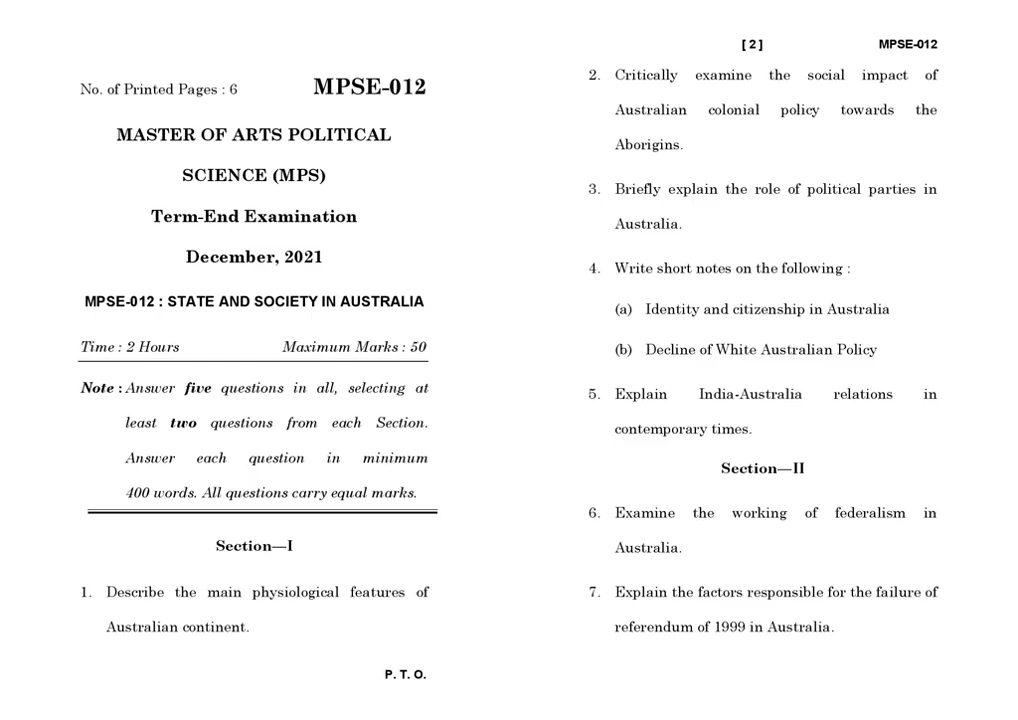 No. of Printed Pages : 6 MPSE-012
MASTER OF ARTS POLITICAL
SCIENCE (MPS)
Term-End Examination
December, 2021
MPSE-012 : STATE AND SOCIETY IN AUSTRALIA
Time : 2 Hours Maximum Marks : 50
Note : Answer five questions in all, selecting at
least two questions from each Section.
Answer each question in minimum
400 words. All questions carry equal marks.
Section—I
1. Describe the main physiological features of
Australian continent.
P. T. O.
[ 2 ] MPSE-012
2. Critically examine the social impact of
Australian colonial policy towards the
Aborigins.
3. Briefly explain the role of political parties in
Australia.
4. Write short notes on the following :
(a) Identity and citizenship in Australia
(b) Decline of White Australian Policy
5. Explain India-Australia relations in
contemporary times.
Section—II
6. Examine the working of federalism in
Australia.
7. Explain the factors responsible for the failure of
referendum of 1999 in Australia.